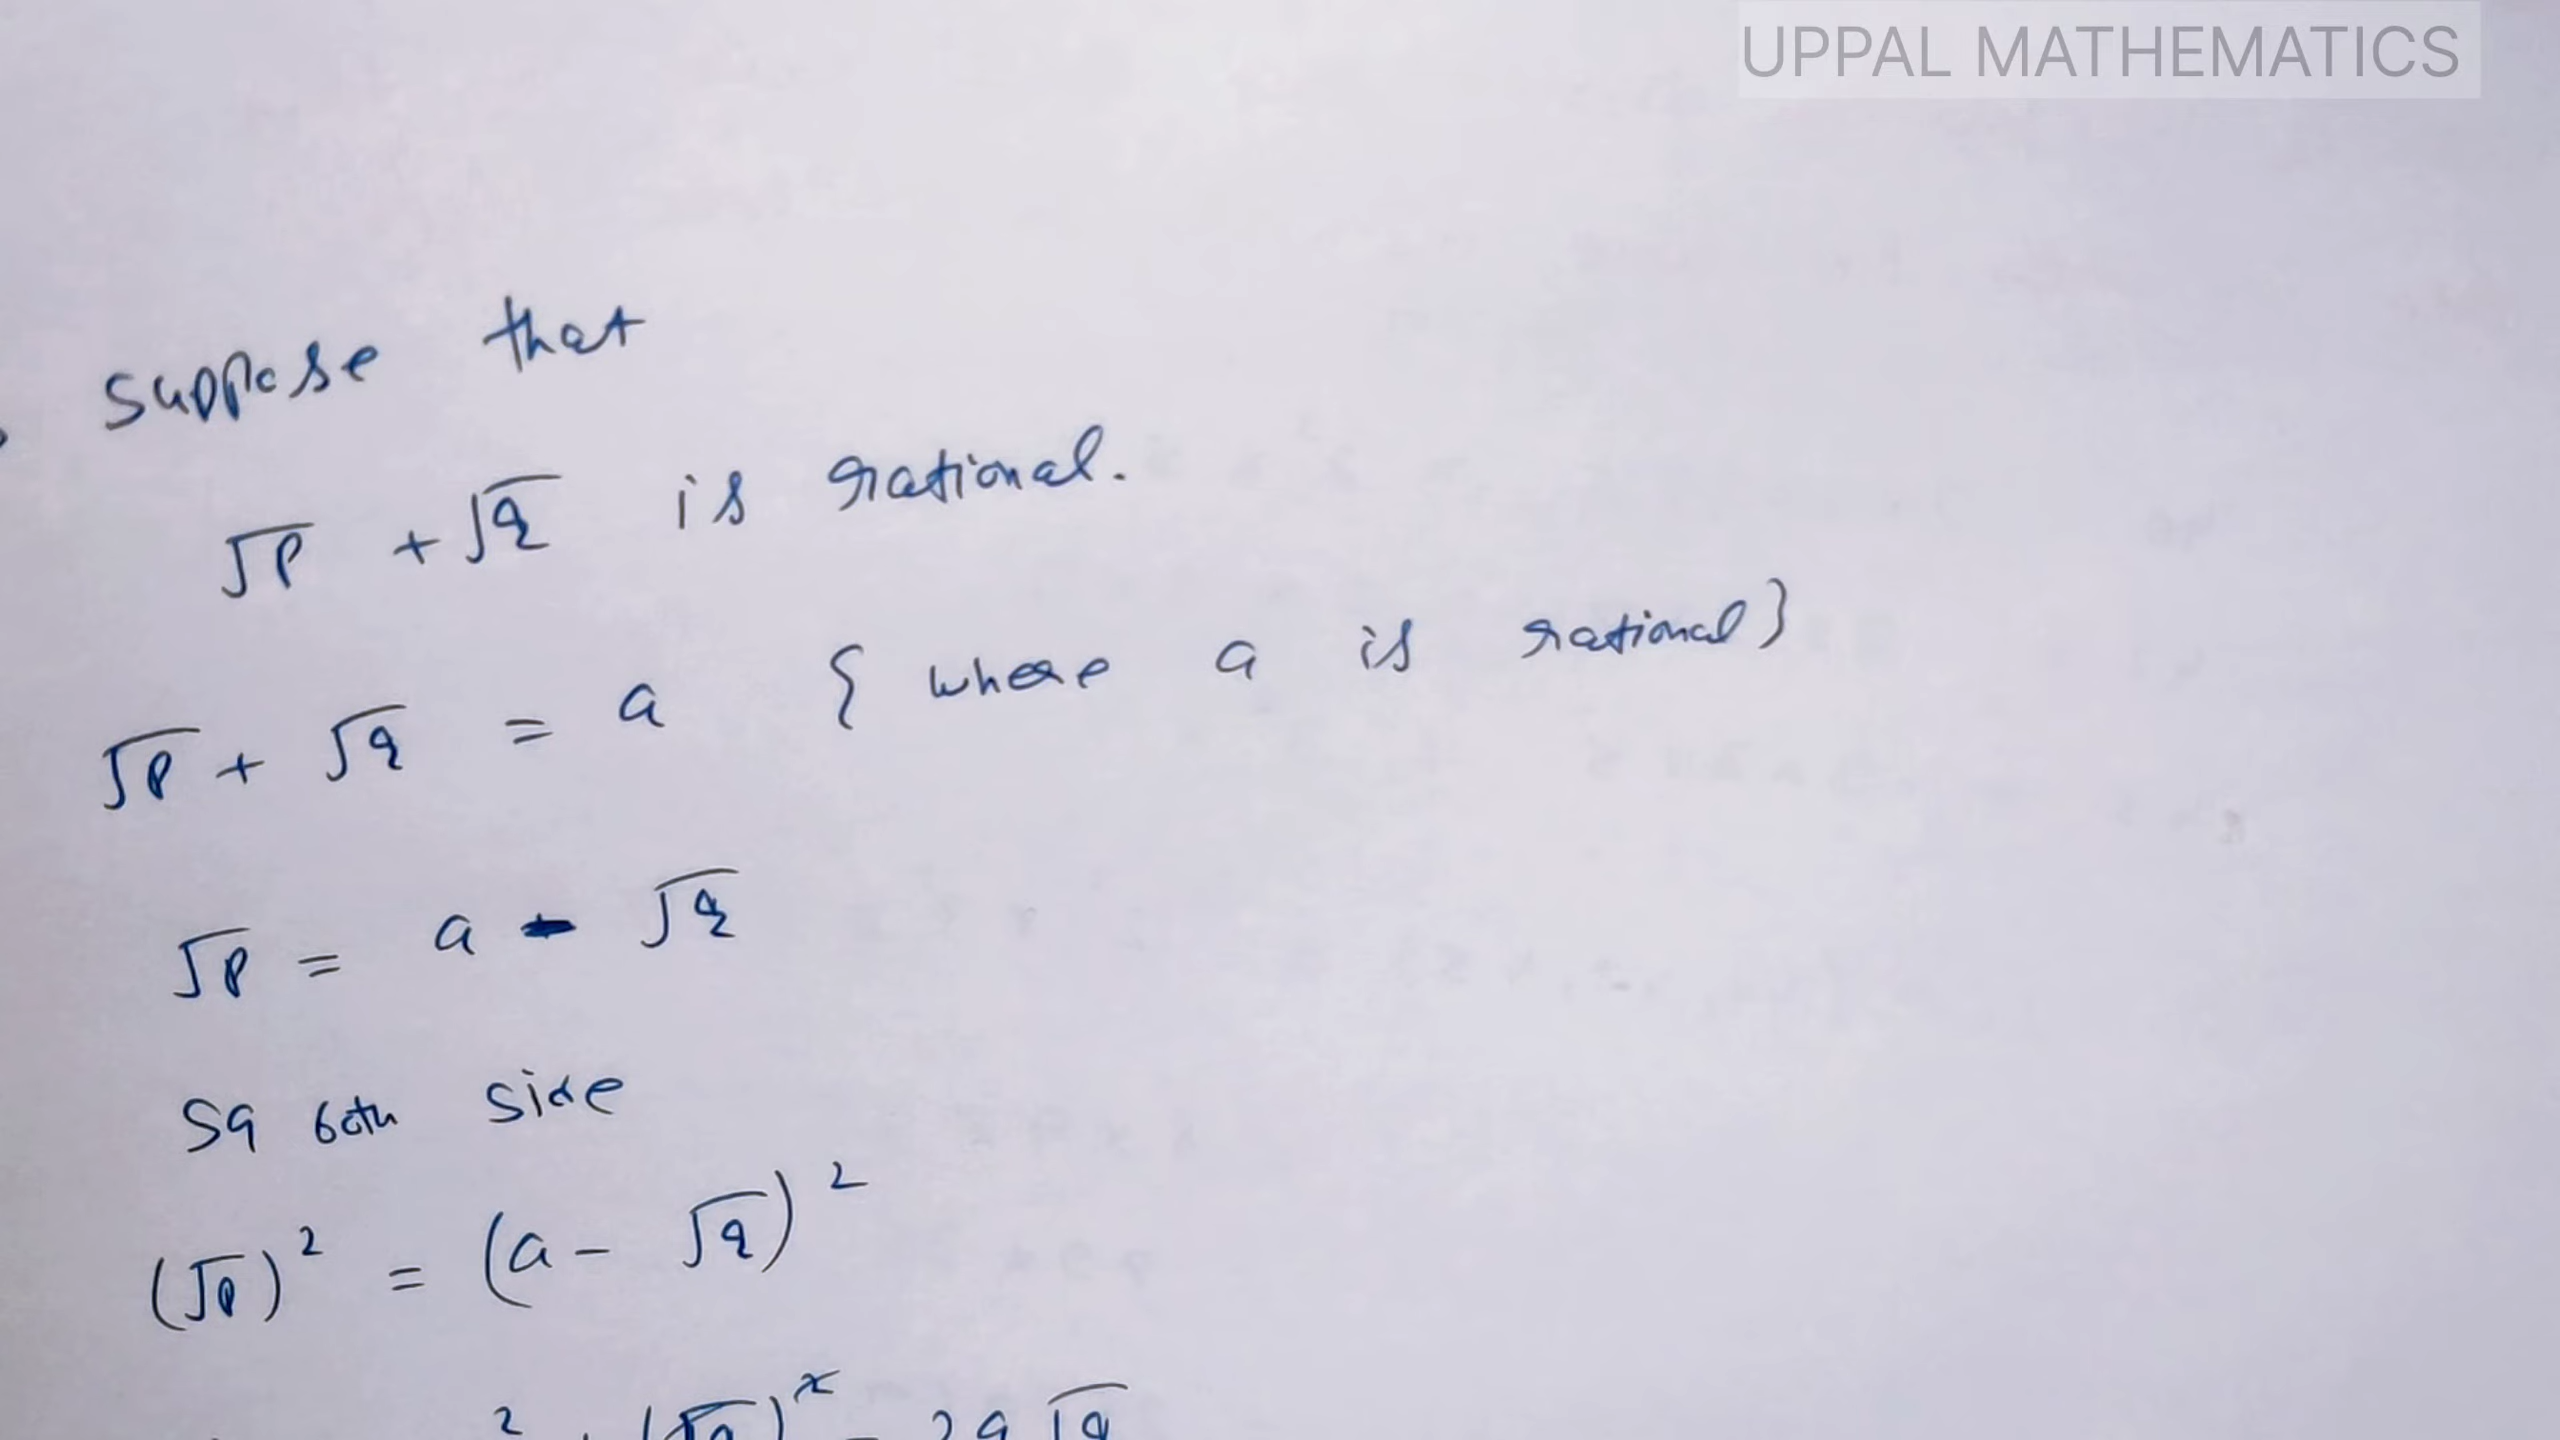 UPPAL MATHEMATICS
suppose that
√p + √q is rational.
√p + √q = a { where a is rational}
√p = a - √q
Sq both side
(√p)² = (a - √q)²